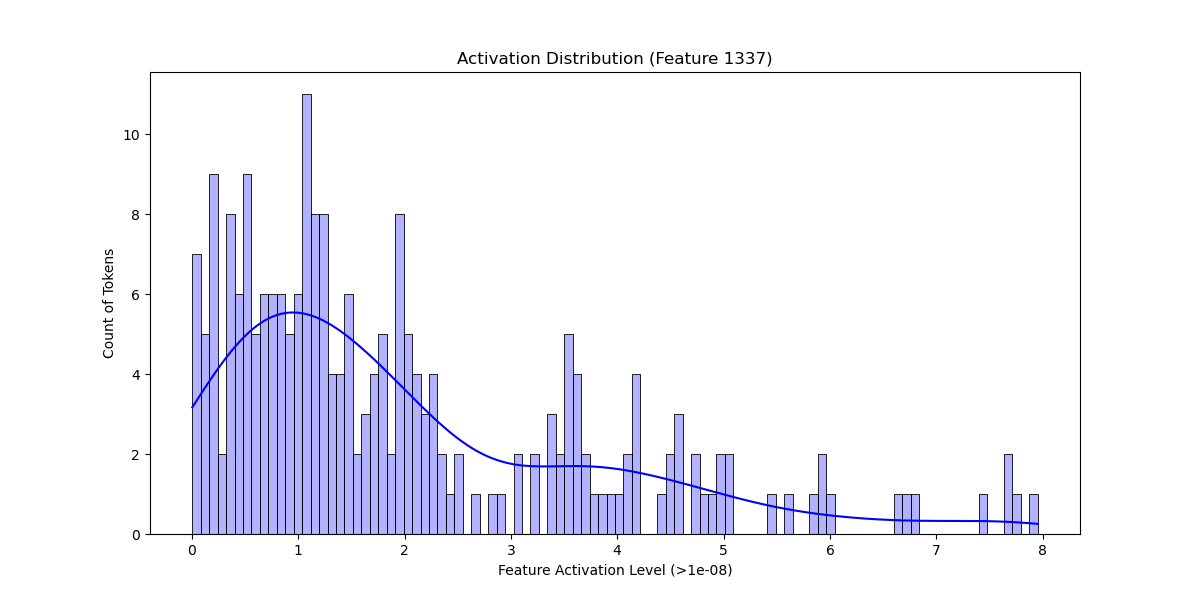 Activation Distribution (Feature 1337)
Count of Tokens
10
8
6
4
2
0
0 1 2 3 4 5 6 7 8
Feature Activation Level (>1e-08)